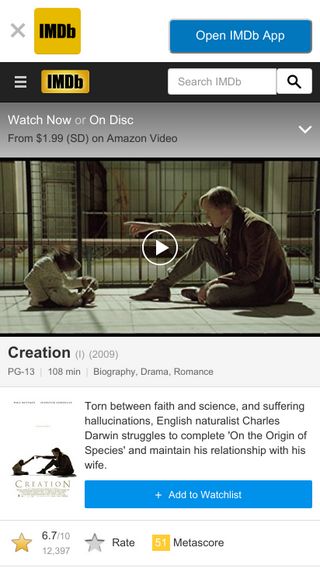 IMDb
Open IMDb App
IMDb
Search IMDb
Watch Now or On Disc
From $1.99 (SD) on Amazon Video
Creation (I) (2009)
PG-13 | 108 min | Biography, Drama, Romance
Torn between faith and science, and suffering
hallucinations, English naturalist Charles
Darwin struggles to complete 'On the Origin of
Species' and maintain his relationship with his
wife.
CREATION
+ Add to Watchlist
6.7/10
12,397
Rate
51 Metascore